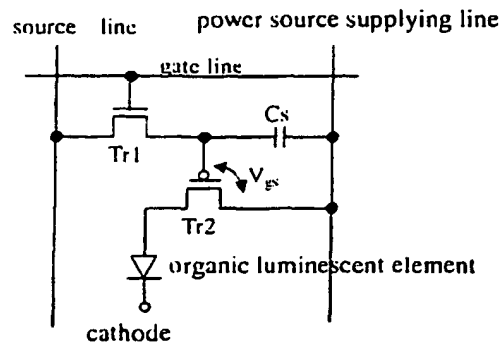 source line
power source supplying line
gate line
Cs
Tr1
Vgs
Tr2
organic luminescent element
cathode